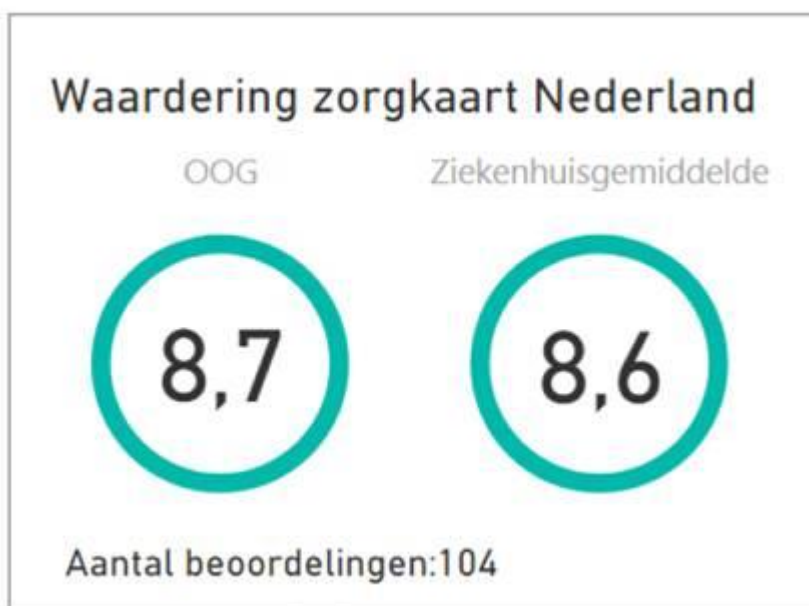 Waardering zorgkaart Nederland
OOG Ziekenhuisgemiddelde
8,7 8,6
Aantal beoordelingen:104